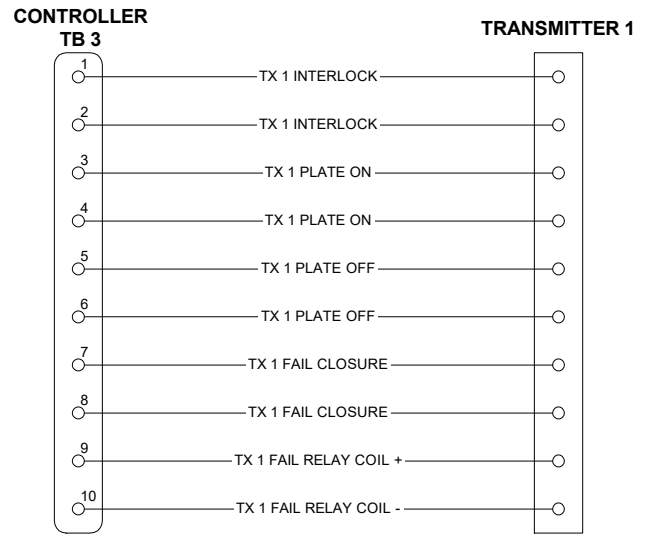 CONTROLLER
TB 3
TRANSMITTER 1
1 TX 1 INTERLOCK
2 TX 1 INTERLOCK
3 TX 1 PLATE ON
4 TX 1 PLATE ON
5 TX 1 PLATE OFF
6 TX 1 PLATE OFF
7 TX 1 FAIL CLOSURE
8 TX 1 FAIL CLOSURE
9 TX 1 FAIL RELAY COIL +
10 TX 1 FAIL RELAY COIL -